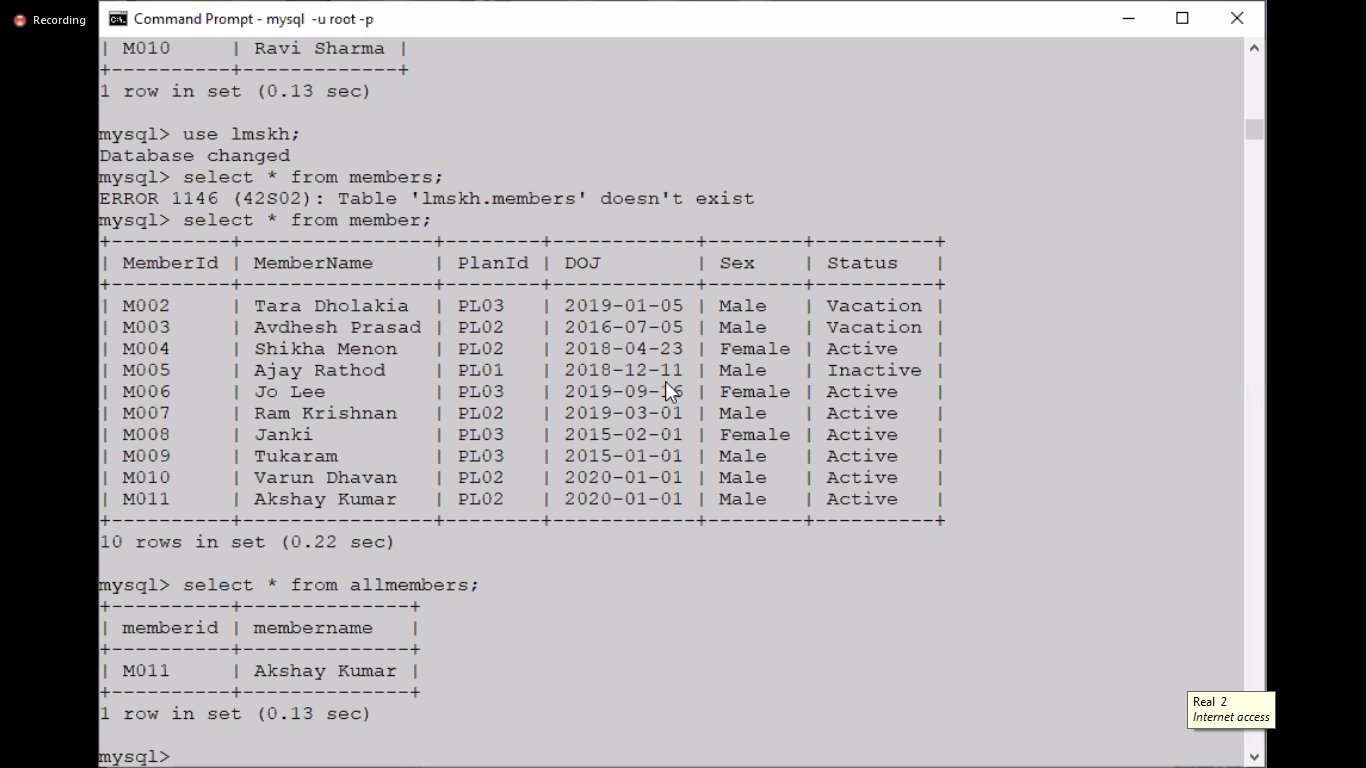 Recording
Command Prompt - mysql  -u root -p
| M010     | Ravi Sharma |
+----------+-------------+
1 row in set (0.13 sec)
mysql> use lmskh;
Database changed
mysql> select * from members;
ERROR 1146 (42S02): Table 'lmskh.members' doesn't exist
mysql> select * from member;
+----------+----------------+--------+------------+--------+----------+
| MemberId | MemberName     | PlanId | DOJ        | Sex    | Status   |
+----------+----------------+--------+------------+--------+----------+
| M002     | Tara Dholakia  | PL03   | 2019-01-05 | Male   | Vacation |
| M003     | Avdhesh Prasad | PL02   | 2016-07-05 | Male   | Vacation |
| M004     | Shikha Menon   | PL02   | 2018-04-23 | Female | Active   |
| M005     | Ajay Rathod    | PL01   | 2018-12-11 | Male   | Inactive |
| M006     | Jo Lee         | PL03   | 2019-09-16 | Female | Active   |
| M007     | Ram Krishnan   | PL02   | 2019-03-01 | Male   | Active   |
| M008     | Janki          | PL03   | 2015-02-01 | Female | Active   |
| M009     | Tukaram        | PL03   | 2015-01-01 | Male   | Active   |
| M010     | Varun Dhavan   | PL02   | 2020-01-01 | Male   | Active   |
| M011     | Akshay Kumar   | PL02   | 2020-01-01 | Male   | Active   |
+----------+----------------+--------+------------+--------+----------+
10 rows in set (0.22 sec)
mysql> select * from allmembers;
+----------+--------------+
| memberid | membername   |
+----------+--------------+
| M011     | Akshay Kumar |
+----------+--------------+
1 row in set (0.13 sec)
Real 2
Internet access
mysql>